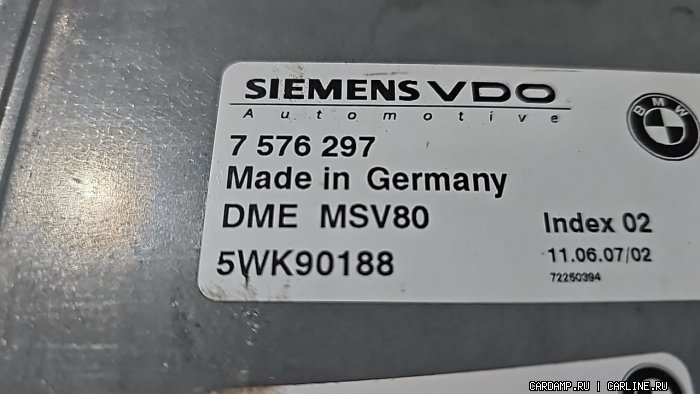 SIEMENS VDO
Automotive
BMW
7 576 297
Made in Germany
DME MSV80
Index 02
5WK90188
11.06.07/02
72260394
CARDAMP.RU | CARLINE.RU